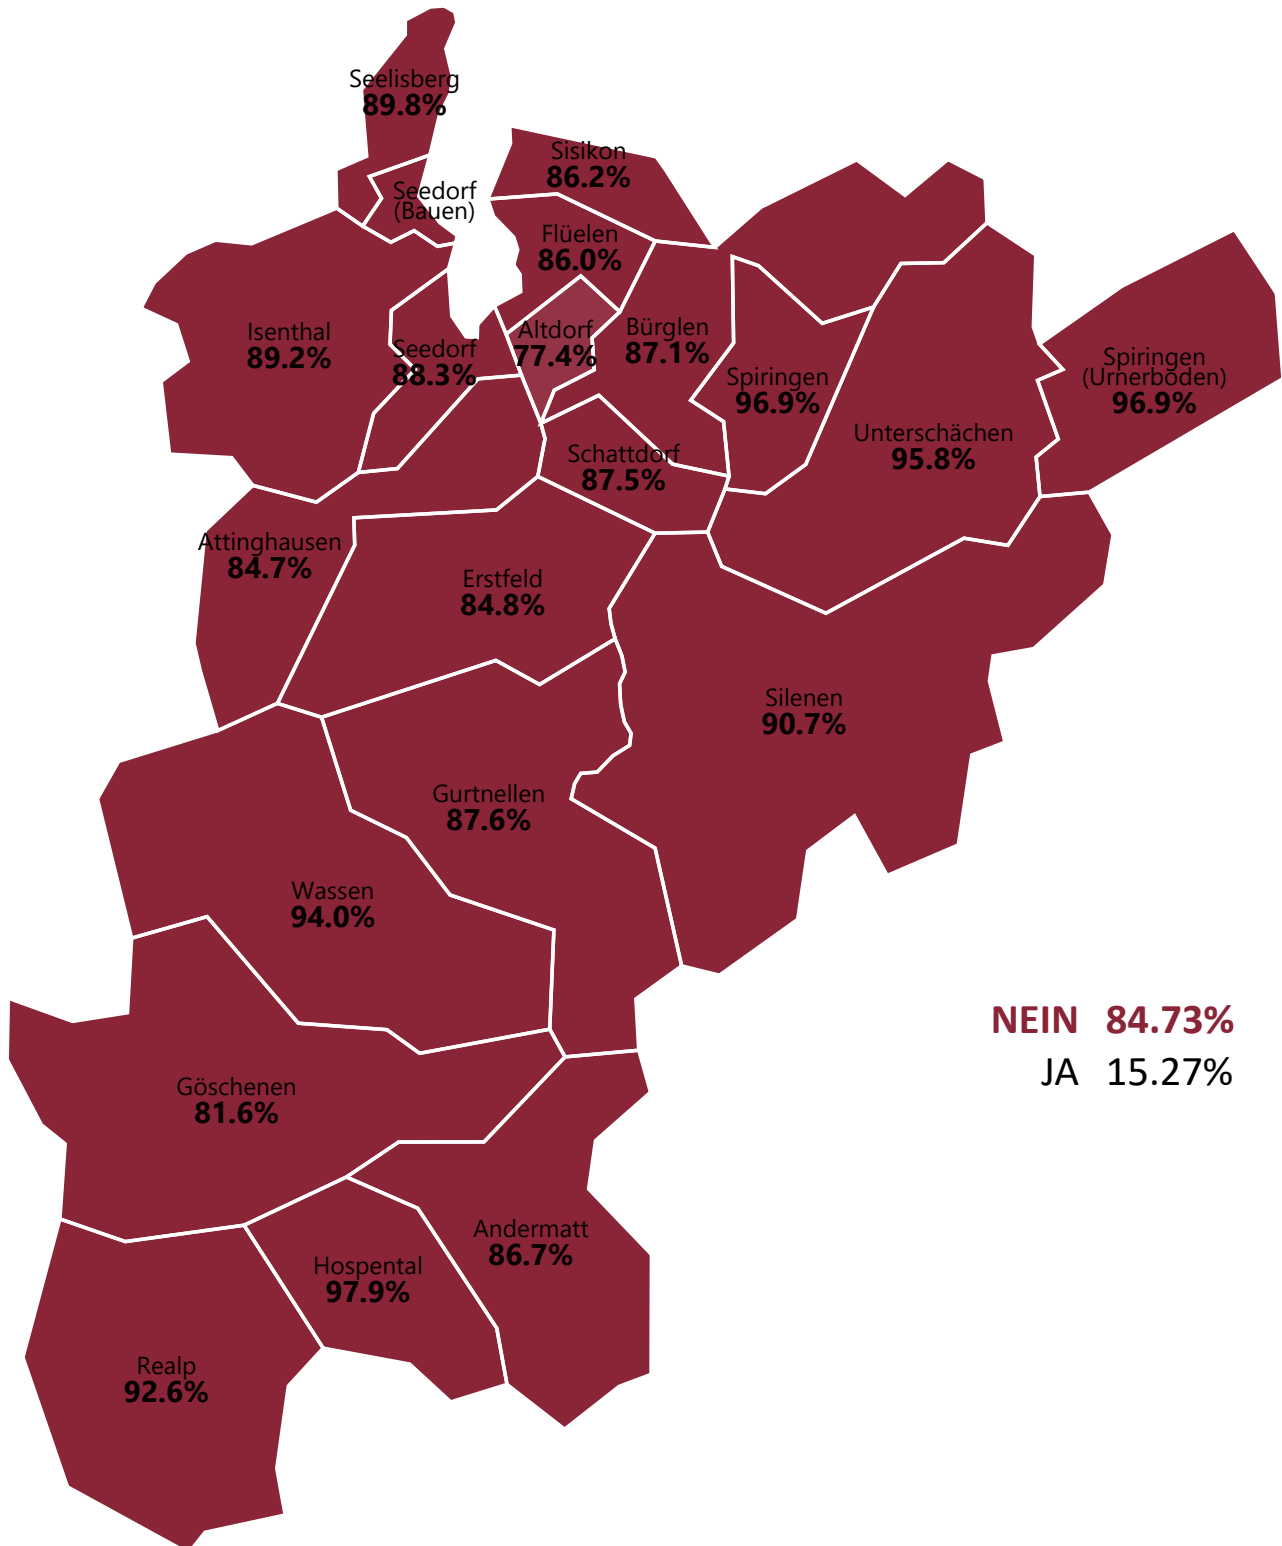 Seelisberg
89.8%
Sisikon
86.2%
Seedorf
(Bauen)
Flüelen
86.0%
Isenthal
89.2%
Seedorf
88.3%
Altdorf
77.4%
Bürglen
87.1%
Spiringen
96.9%
Spiringen
(Urnerboden)
96.9%
Unterschächen
95.8%
Schattdorf
87.5%
Attinghausen
84.7%
Erstfeld
84.8%
Silenen
90.7%
Gurtnellen
87.6%
Wassen
94.0%
NEIN 84.73%
JA 15.27%
Göschenen
81.6%
Andermatt
86.7%
Hospental
97.9%
Realp
92.6%